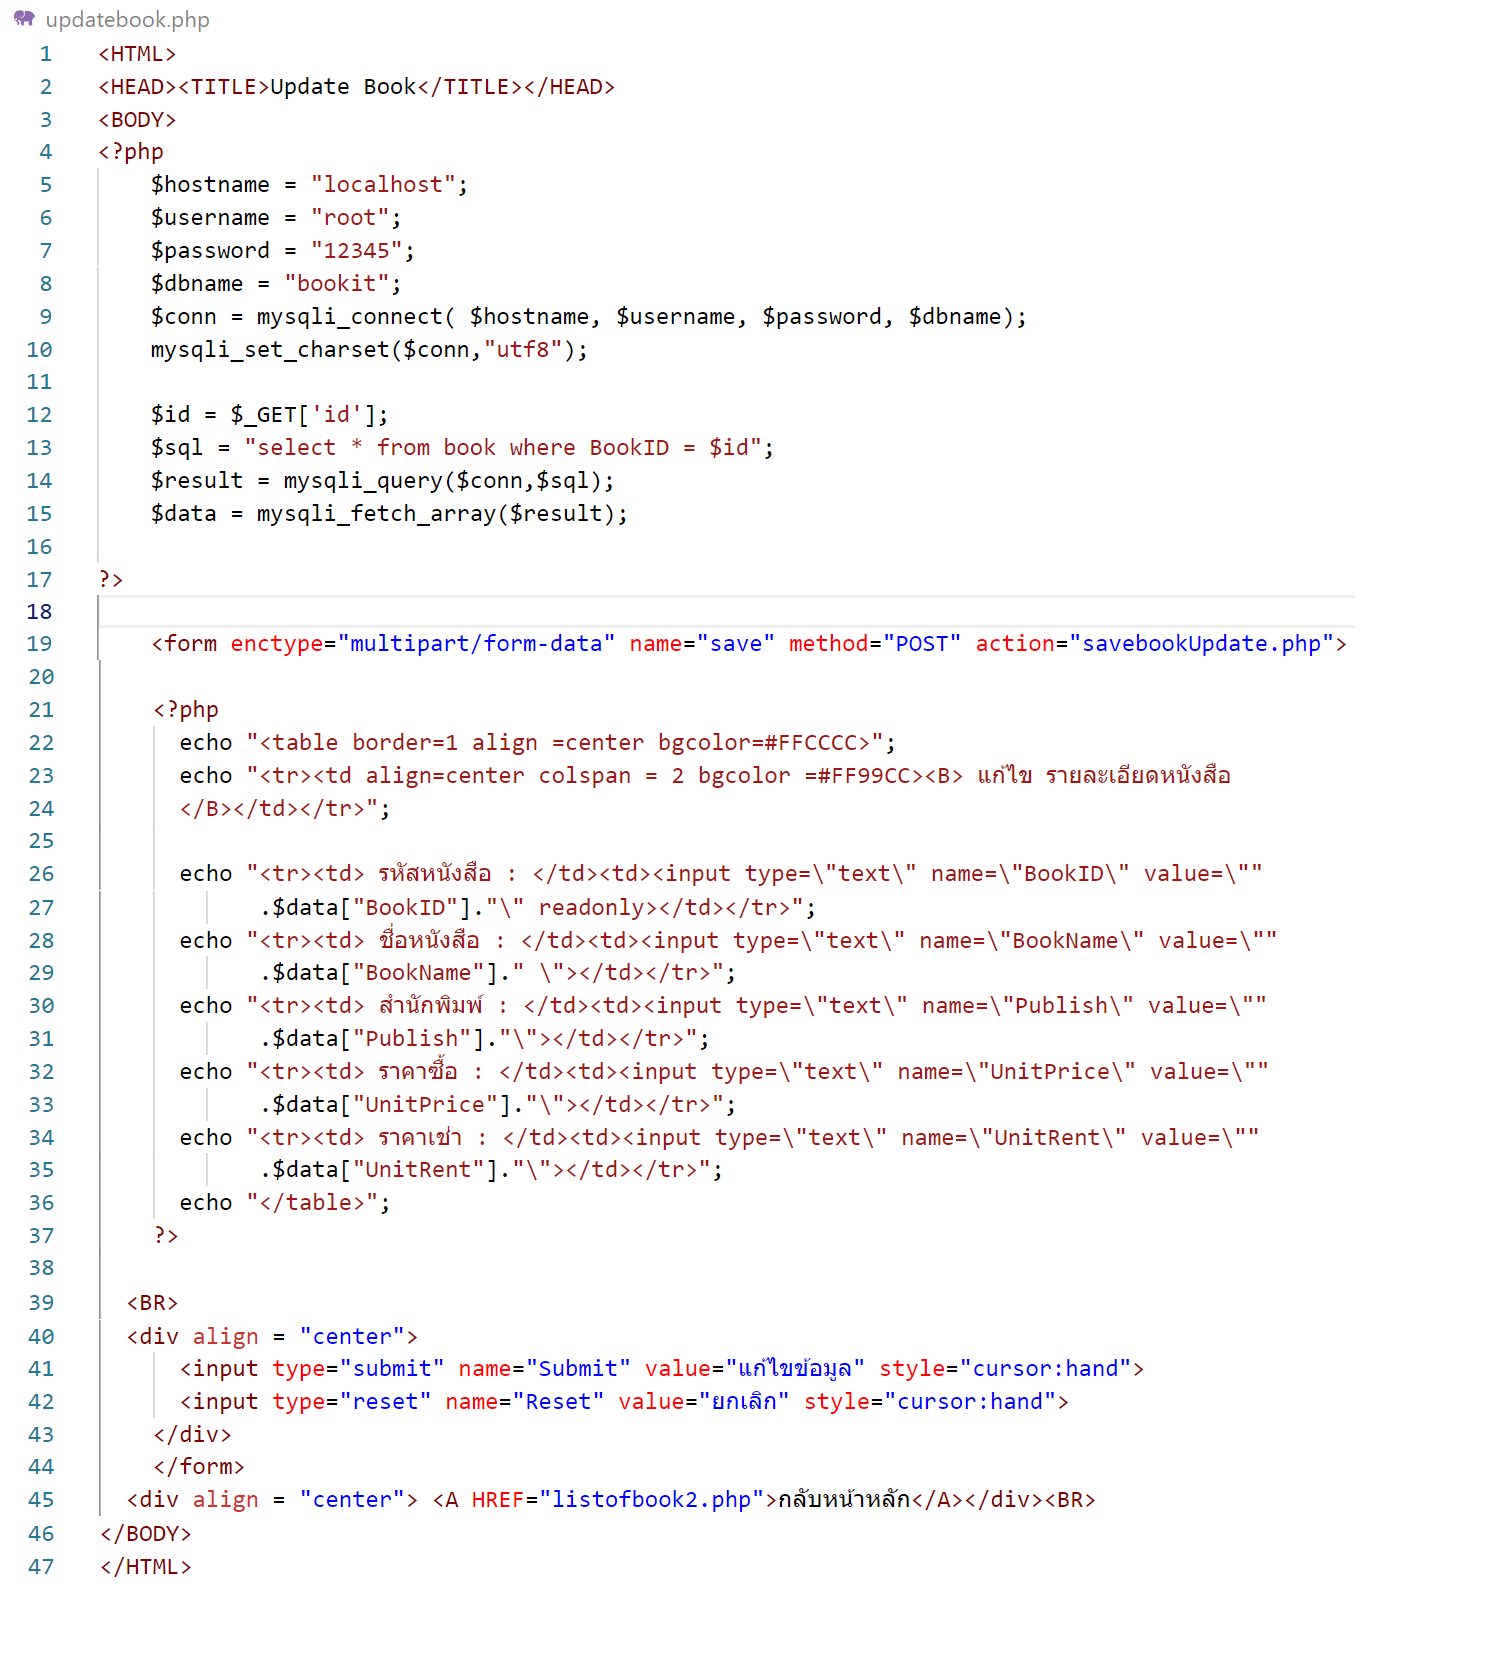 updatebook.php
1 <HTML>
2 <HEAD><TITLE>Update Book</TITLE></HEAD>
3 <BODY>
4 <?php
5 $hostname = "localhost";
6 $username = "root";
7 $password = "12345";
8 $dbname = "bookit";
9 $conn = mysqli_connect( $hostname, $username, $password, $dbname);
10 mysqli_set_charset($conn,"utf8");
11
12 $id = $_GET['id'];
13 $sql = "select * from book where BookID = $id";
14 $result = mysqli_query($conn,$sql);
15 $data = mysqli_fetch_array($result);
16
17 ?>
18
19 <form enctype="multipart/form-data" name="save" method="POST" action="savebookUpdate.php">
20
21 <?php
22 echo "<table border=1 align =center bgcolor=#FFCCCC>";
23 echo "<tr><td align=center colspan = 2 bgcolor =#FF99CC><B> แก้ไข รายละเอียดหนังสือ
24 </B></td></tr>";
25
26 echo "<tr><td> รหัสหนังสือ : </td><td><input type=\"text\" name=\"BookID\" value=\""
27 .$data["BookID"]."\" readonly></td></tr>";
28 echo "<tr><td> ชื่อหนังสือ : </td><td><input type=\"text\" name=\"BookName\" value=\""
29 .$data["BookName"]." \"></td></tr>";
30 echo "<tr><td> สำนักพิมพ์ : </td><td><input type=\"text\" name=\"Publish\" value=\""
31 .$data["Publish"]."\"></td></tr>";
32 echo "<tr><td> ราคาซื้อ : </td><td><input type=\"text\" name=\"UnitPrice\" value=\""
33 .$data["UnitPrice"]."\"></td></tr>";
34 echo "<tr><td> ราคาเช่า : </td><td><input type=\"text\" name=\"UnitRent\" value=\""
35 .$data["UnitRent"]."\"></td></tr>";
36 echo "</table>";
37 ?>
38
39 <BR>
40 <div align = "center">
41 <input type="submit" name="Submit" value="แก้ไขข้อมูล" style="cursor:hand">
42 <input type="reset" name="Reset" value="ยกเลิก" style="cursor:hand">
43 </div>
44 </form>
45 <div align = "center"> <A HREF="listofbook2.php">กลับหน้าหลัก</A></div><BR>
46 </BODY>
47 </HTML>